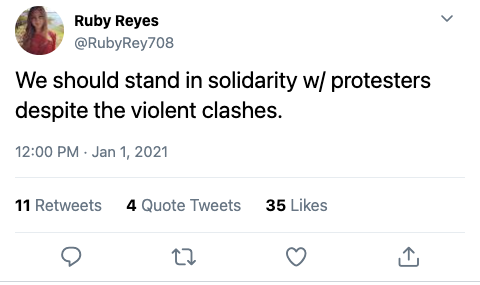 Ruby Reyes
@RubyRey708
We should stand in solidarity w/ protesters
despite the violent clashes.
12:00 PM · Jan 1, 2021
11 Retweets 4 Quote Tweets 35 Likes